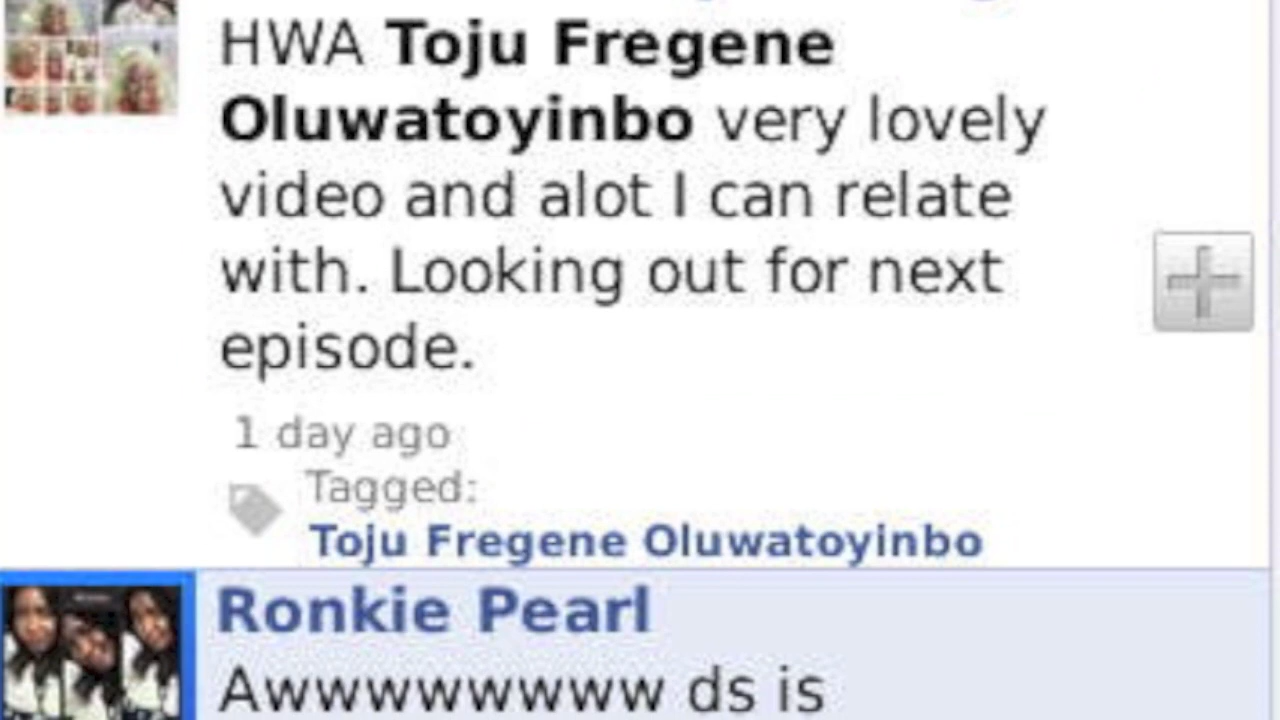 HWA Toju Fregene
Oluwatoyinbo very lovely
video and alot I can relate
with. Looking out for next
episode.
1 day ago
Tagged:
Toju Fregene Oluwatoyinbo
Ronkie Pearl
Awwwwwwwww ds is